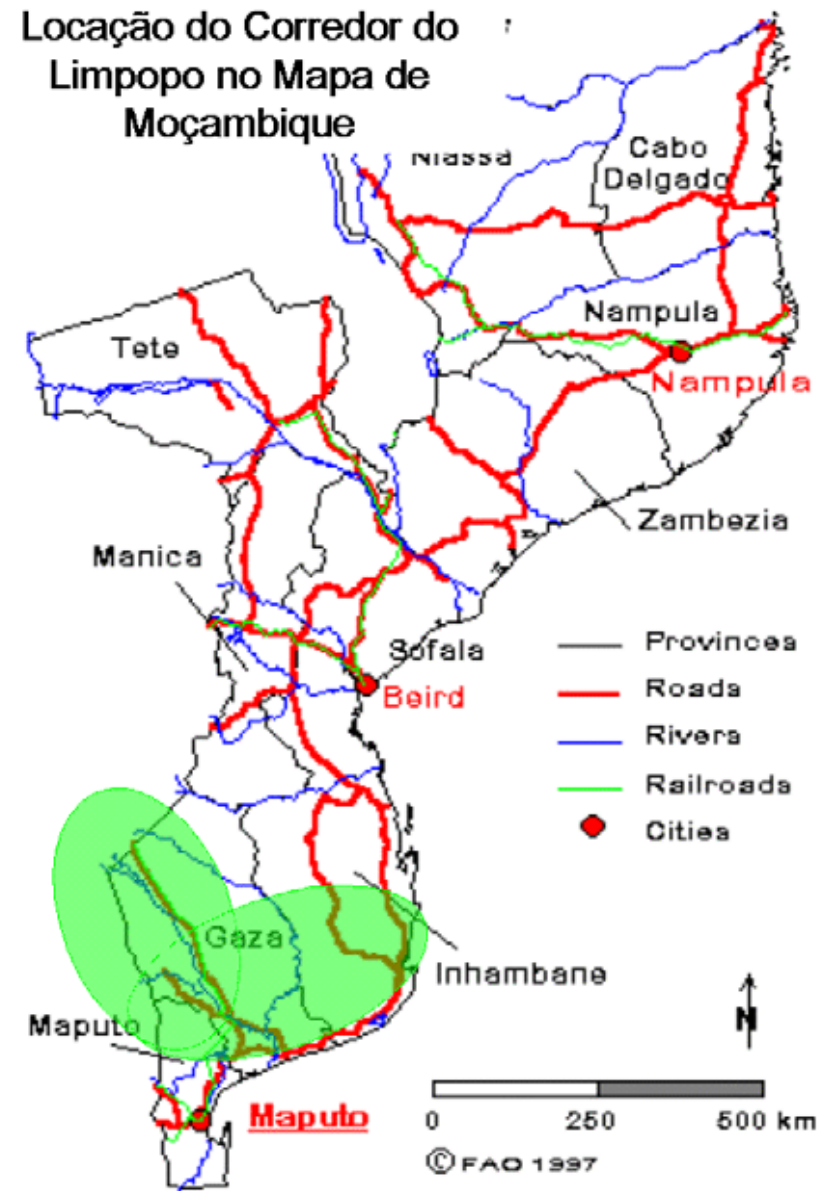 Locação do Corredor do
Limpopo no Mapa de
Moçambique
Niassa
Cabo
Delgado
Nampula
Nampula
Tete
Zambezia
Manica
Sofala
Beird
Provinces
Roads
Rivers
Railroads
Cities
Gaza
Inhambane
Maputo
Maputo
N
0 250 500 km
© FAO 1997